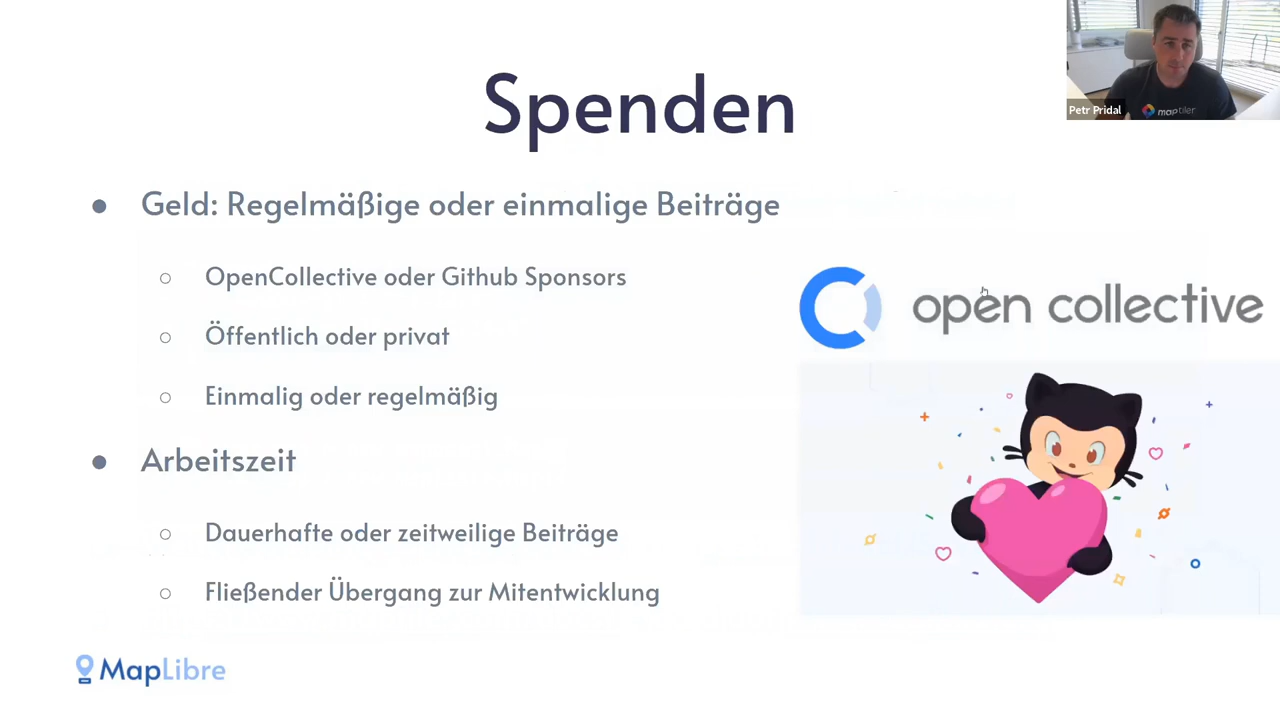 Spenden
Petr Pridal
maptiler
● Geld: Regelmäßige oder einmalige Beiträge
○ OpenCollective oder Github Sponsors
○ Öffentlich oder privat
○ Einmalig oder regelmäßig
open collective
● Arbeitszeit
○ Dauerhafte oder zeitweilige Beiträge
○ Fließender Übergang zur Mitentwicklung
MapLibre